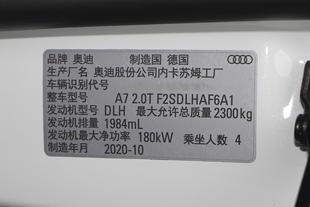 品牌 奥迪 制造国 德国
生产厂名 奥迪股份公司内卡苏姆工厂
车辆识别代号
整车型号 A7 2.0T F2SDLHAF6A1
发动机型号 DLH 最大允许总质量 2300kg
发动机排量 1984mL
发动机最大净功率 180kW 乘坐人数 4
制造年月 2020-10